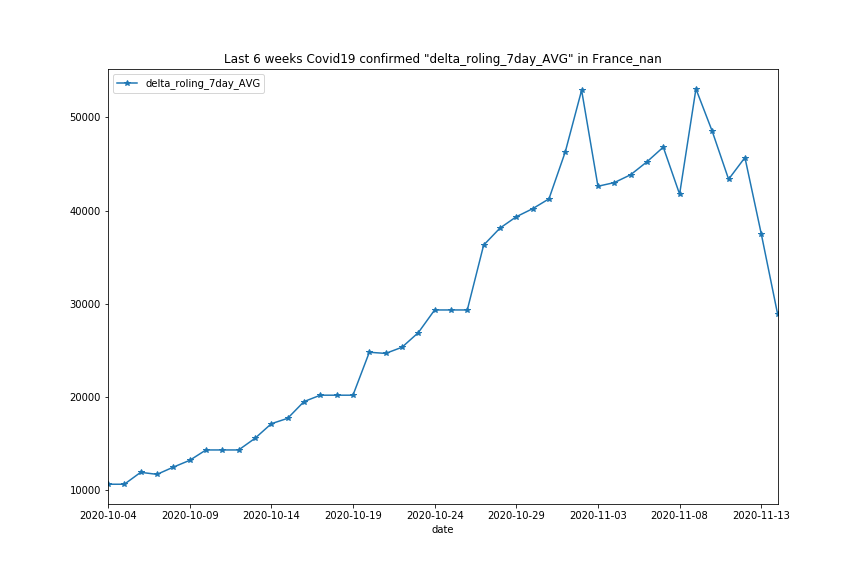 Last 6 weeks Covid19 confirmed "delta_roling_7day_AVG" in France_nan
delta_roling_7day_AVG
50000
40000
30000
20000
10000
2020-10-04 2020-10-09 2020-10-14 2020-10-19 2020-10-24 2020-10-29 2020-11-03 2020-11-08 2020-11-13
date